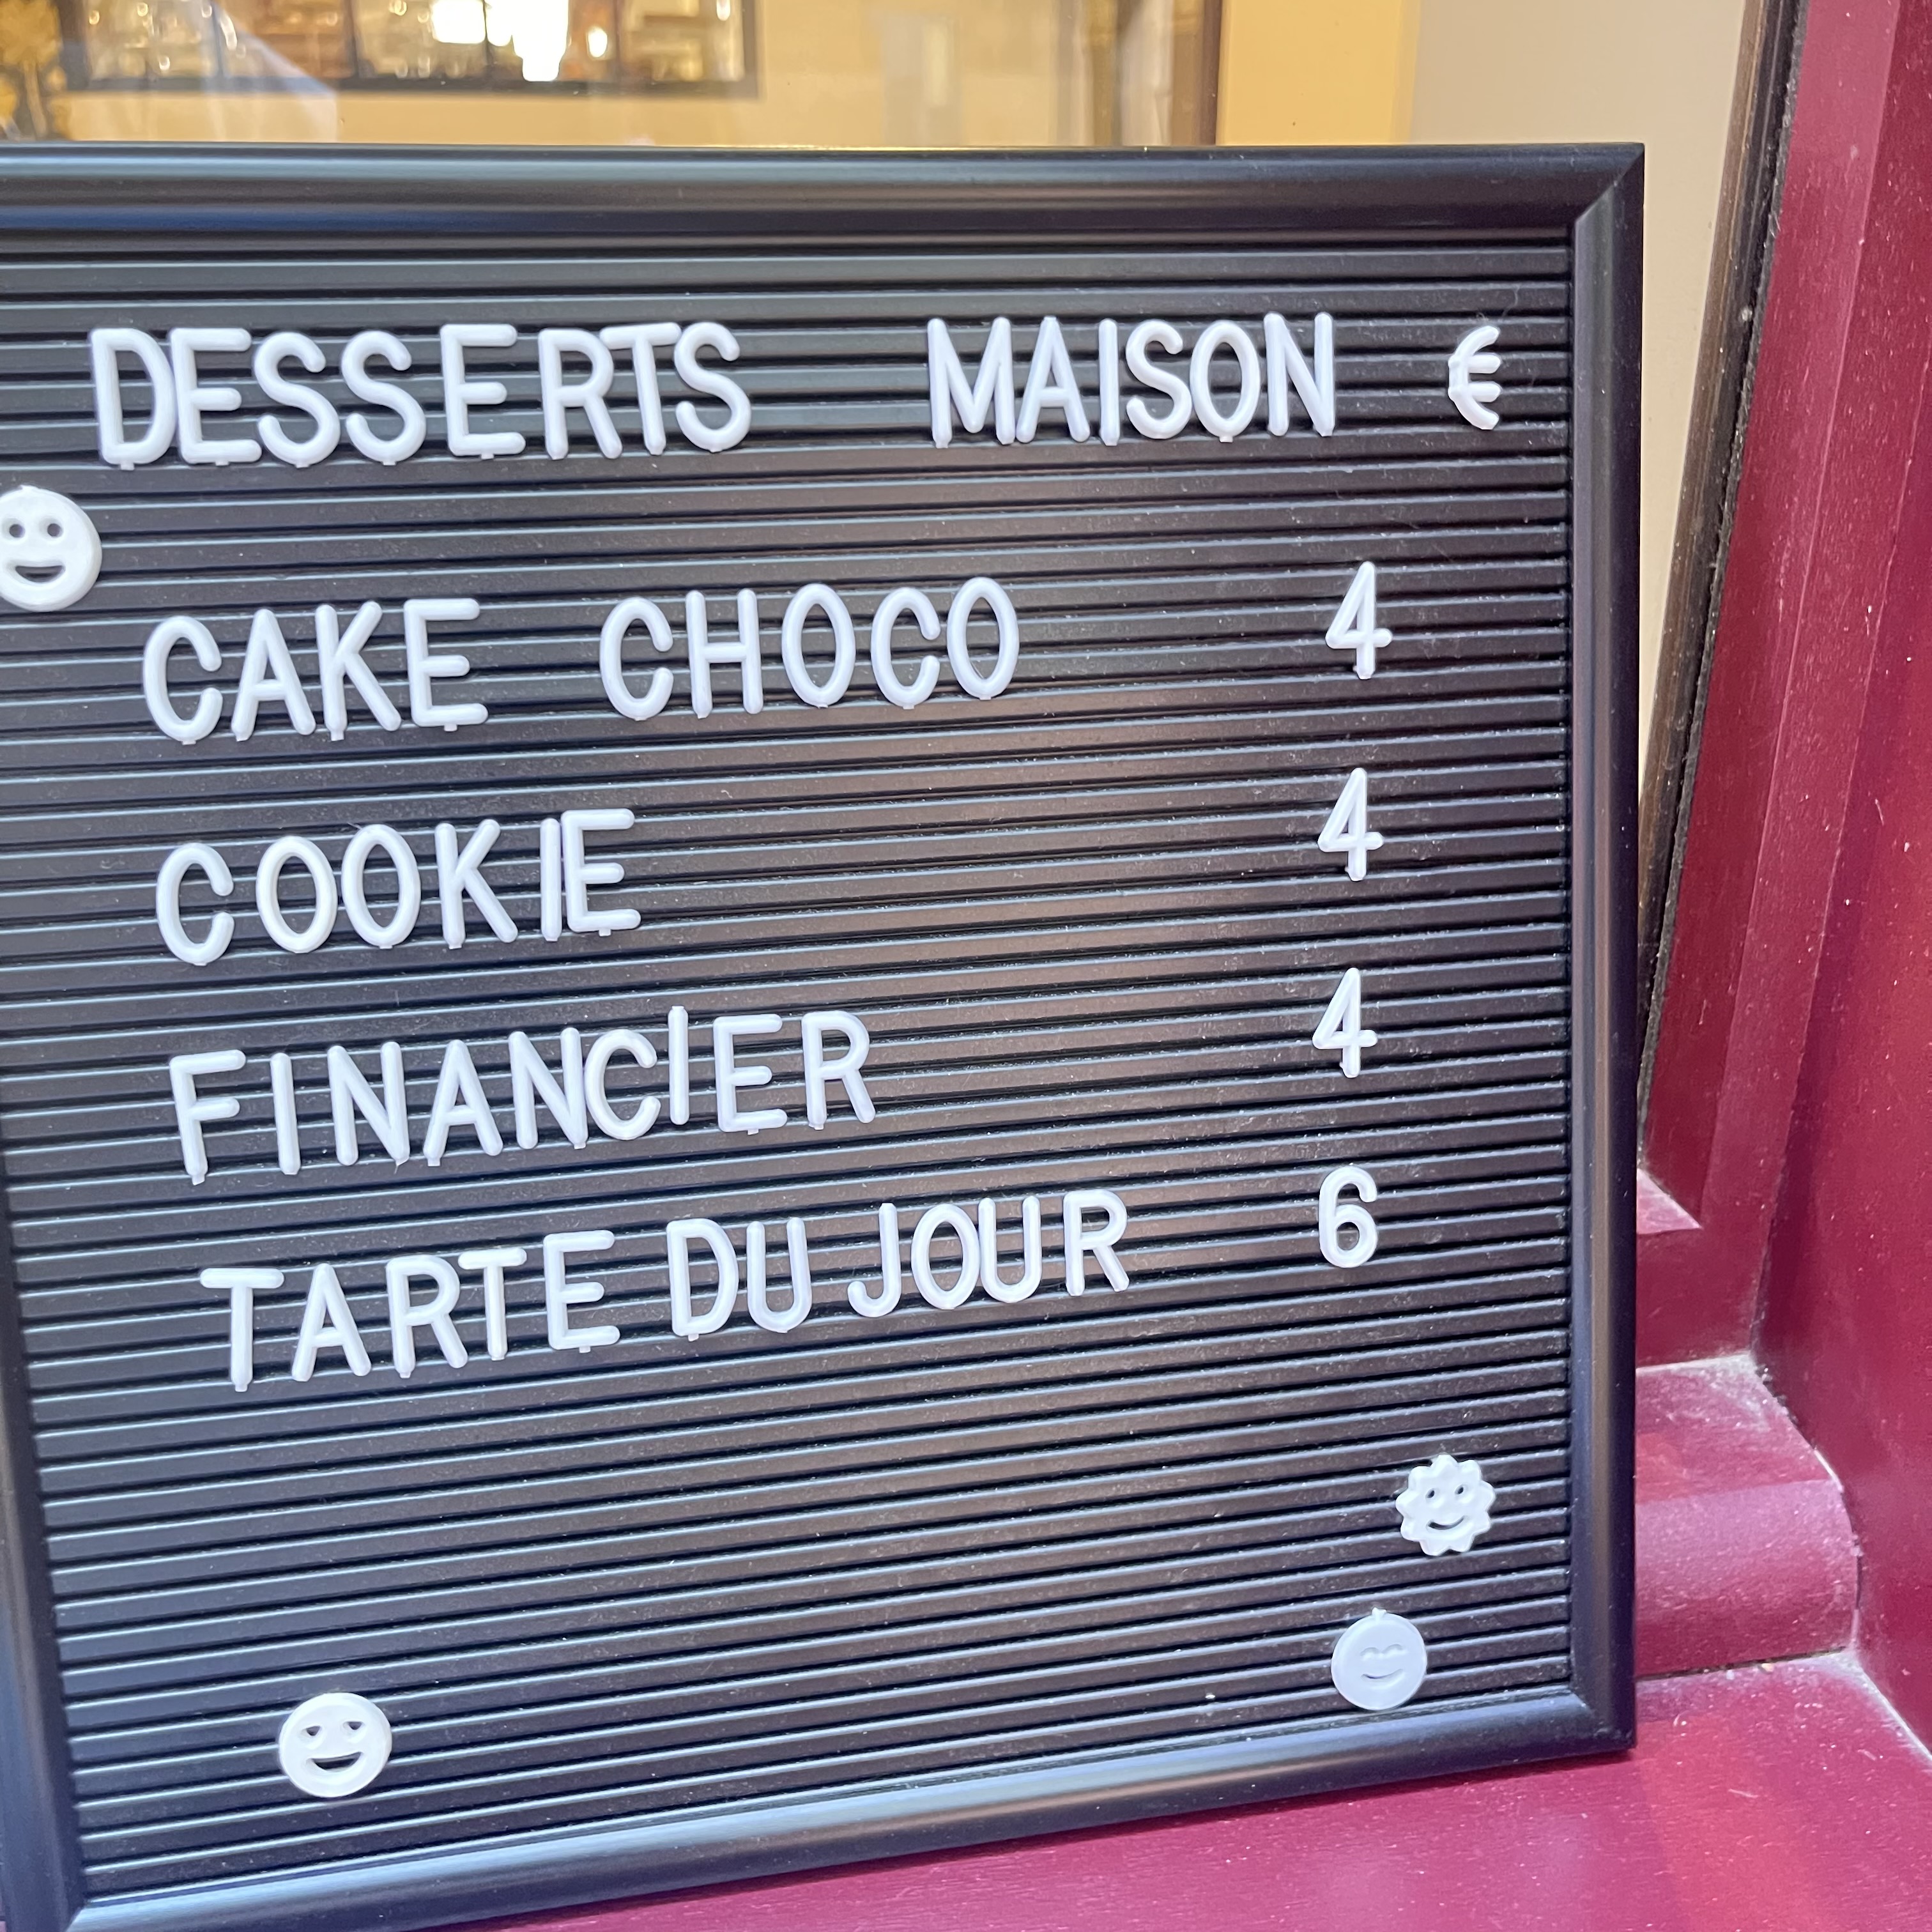 DESSERTS MAISON €
CAKE CHOCO 4
COOKIE 4
FINANCIER 4
TARTE DU JOUR 6